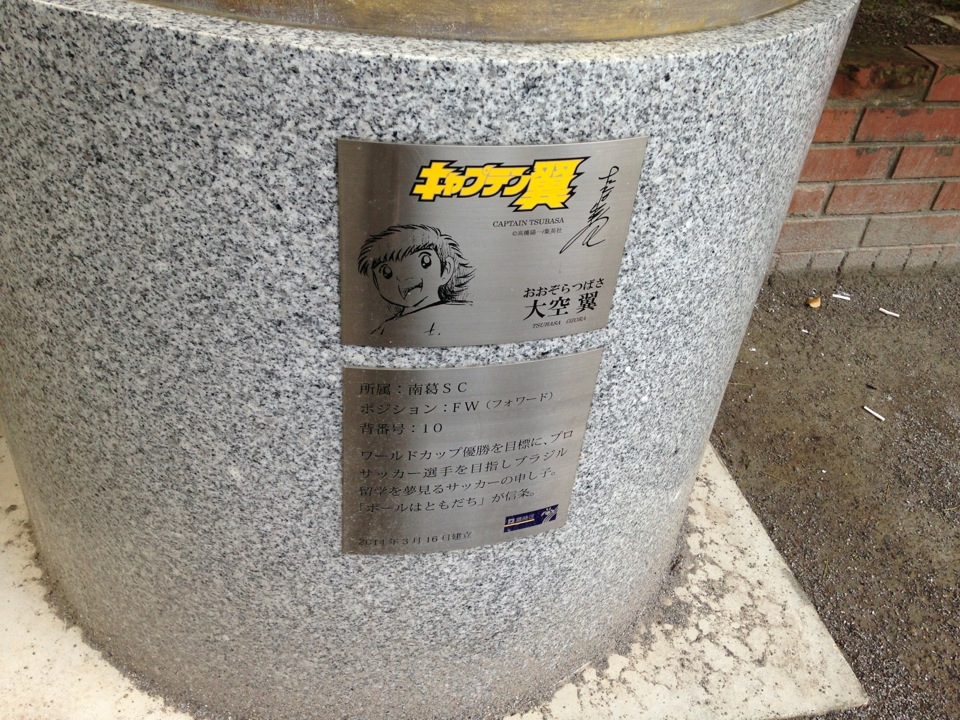 キャプテン翼
CAPTAIN TSUBASA
©高橋陽一/集英社
おおぞらつばさ
大空 翼
TSUBASA OZORA
所属：南葛ＳＣ
ポジション：ＦＷ（フォワード）
背番号：１０
ワールドカップ優勝を目標に、プロ
サッカー選手を目指しブラジル
留学を夢見るサッカーの申し子。
「ボールはともだち」が信条。
2014年3月16日建立